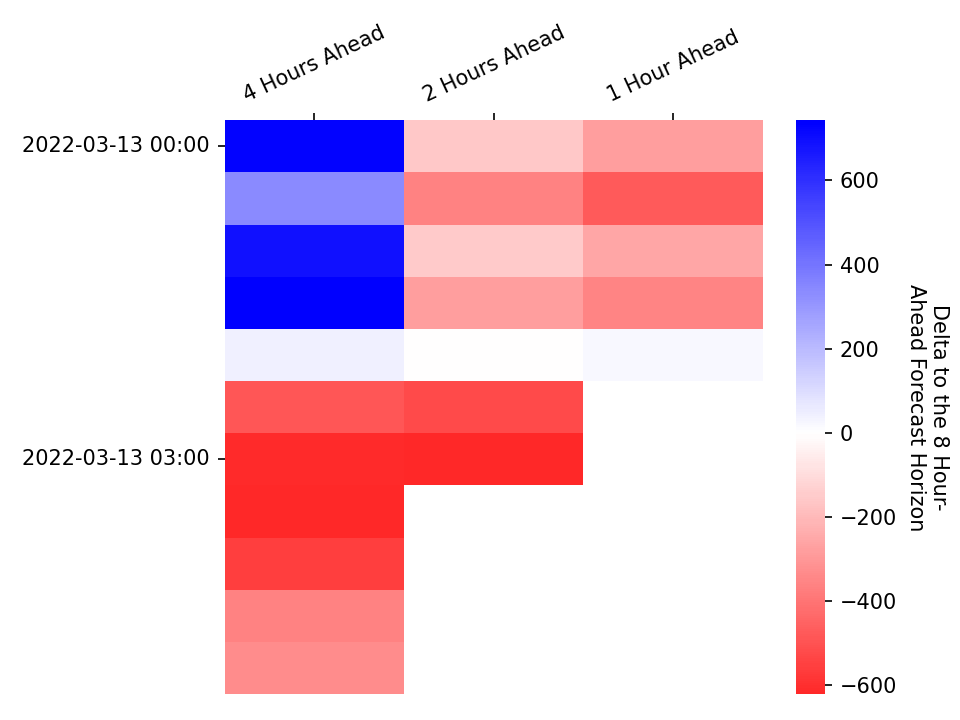 4 Hours Ahead
2 Hours Ahead
1 Hour Ahead
2022-03-13 00:00
2022-03-13 03:00
600
400
200
0
−200
−400
−600
Delta to the 8 Hour-
Ahead Forecast Horizon